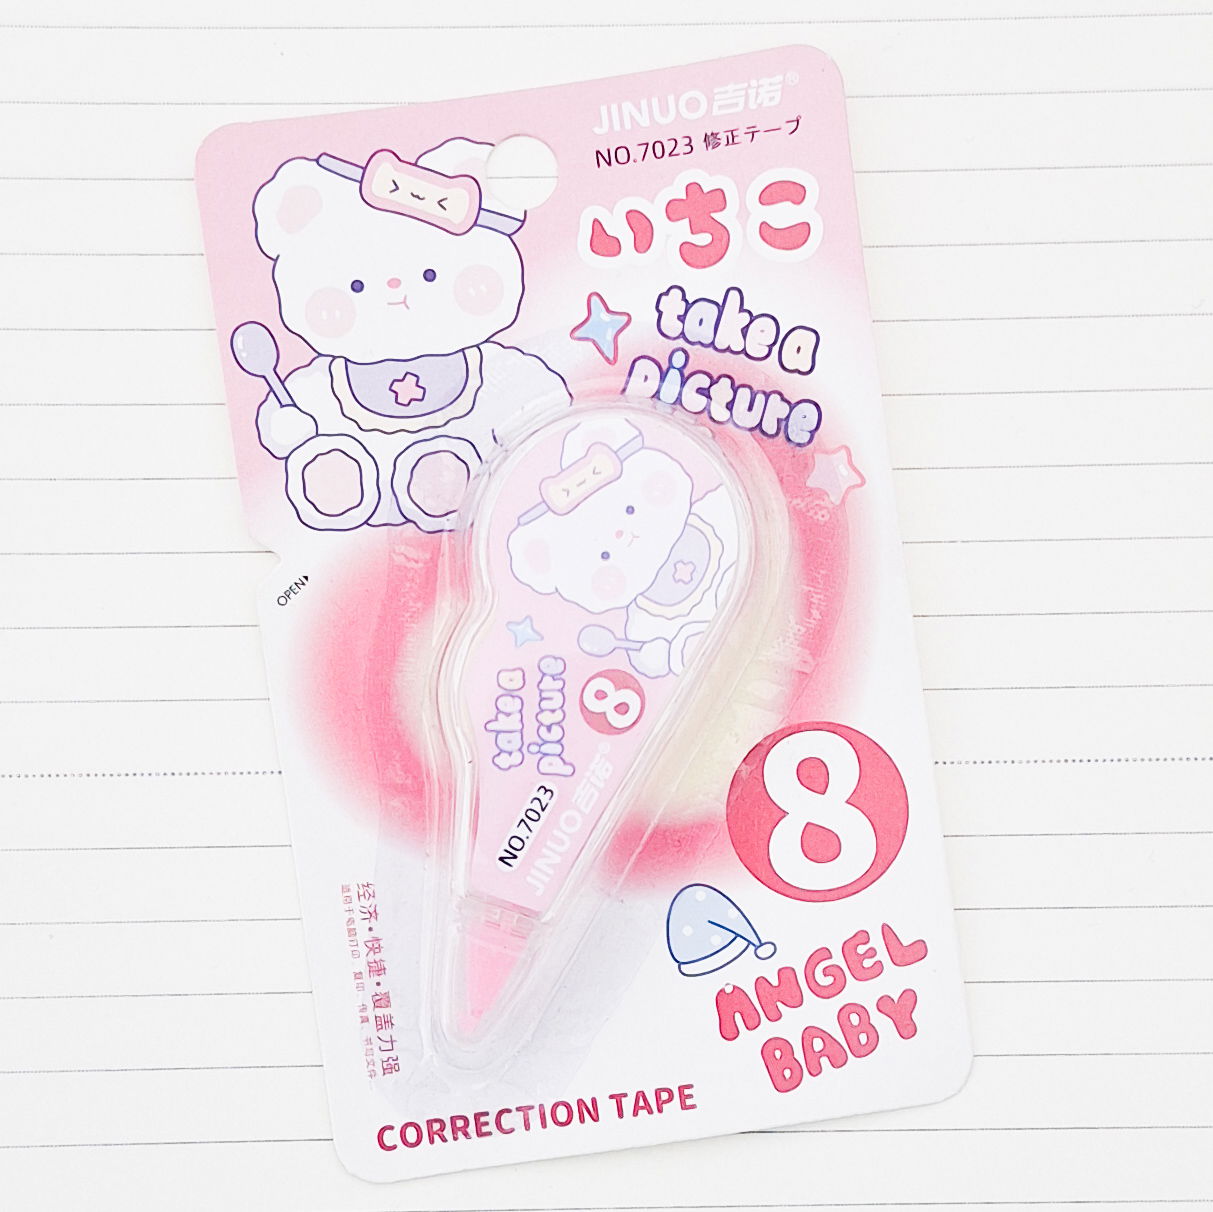 JINUO吉诺®
NO.7023 修正テープ
いちこ
take a
picture
OPEN
take a
picture
8
NO.7023
JINUO吉诺®
8
ANGEL
BABY
经济·快捷·覆盖力强
CORRECTION TAPE